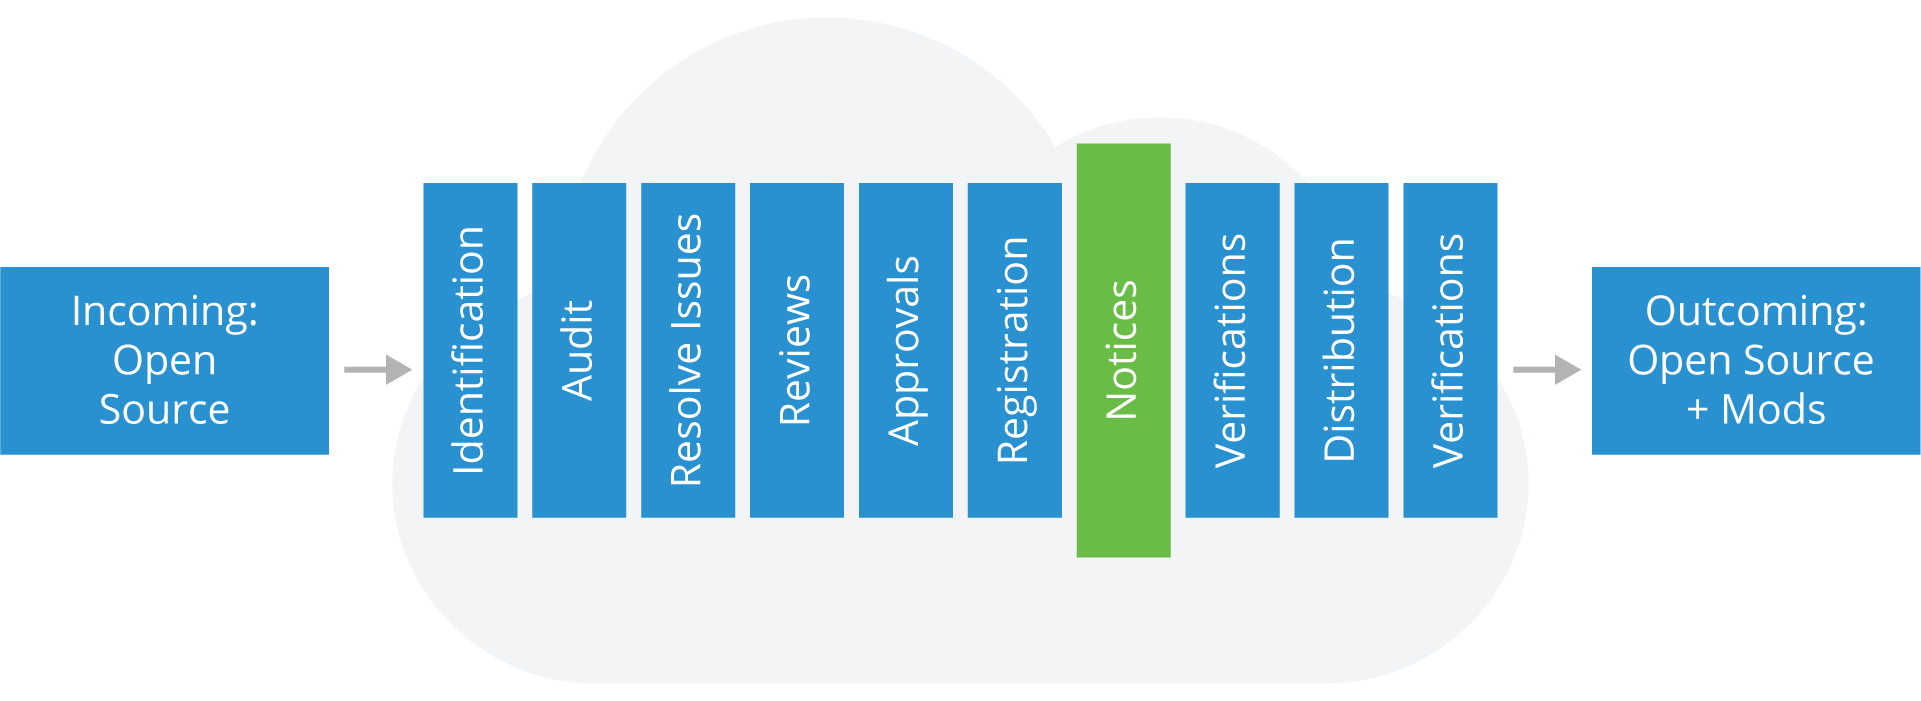 Incoming:
Open
Source
Identification
Audit
Resolve Issues
Reviews
Approvals
Registration
Notices
Verifications
Distribution
Verifications
Outcoming:
Open Source
+ Mods